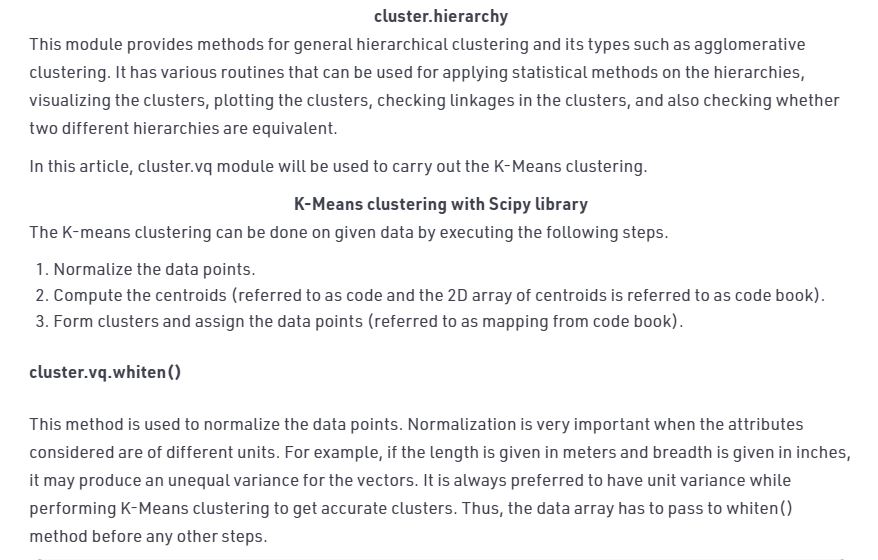 cluster.hierarchy
This module provides methods for general hierarchical clustering and its types such as agglomerative
clustering. It has various routines that can be used for applying statistical methods on the hierarchies,
visualizing the clusters, plotting the clusters, checking linkages in the clusters, and also checking whether
two different hierarchies are equivalent.
In this article, cluster.vq module will be used to carry out the K-Means clustering.
K-Means clustering with Scipy library
The K-means clustering can be done on given data by executing the following steps.
1. Normalize the data points.
2. Compute the centroids (referred to as code and the 2D array of centroids is referred to as code book).
3. Form clusters and assign the data points (referred to as mapping from code book).
cluster.vq.whiten()
This method is used to normalize the data points. Normalization is very important when the attributes
considered are of different units. For example, if the length is given in meters and breadth is given in inches,
it may produce an unequal variance for the vectors. It is always preferred to have unit variance while
performing K-Means clustering to get accurate clusters. Thus, the data array has to pass to whiten()
method before any other steps.